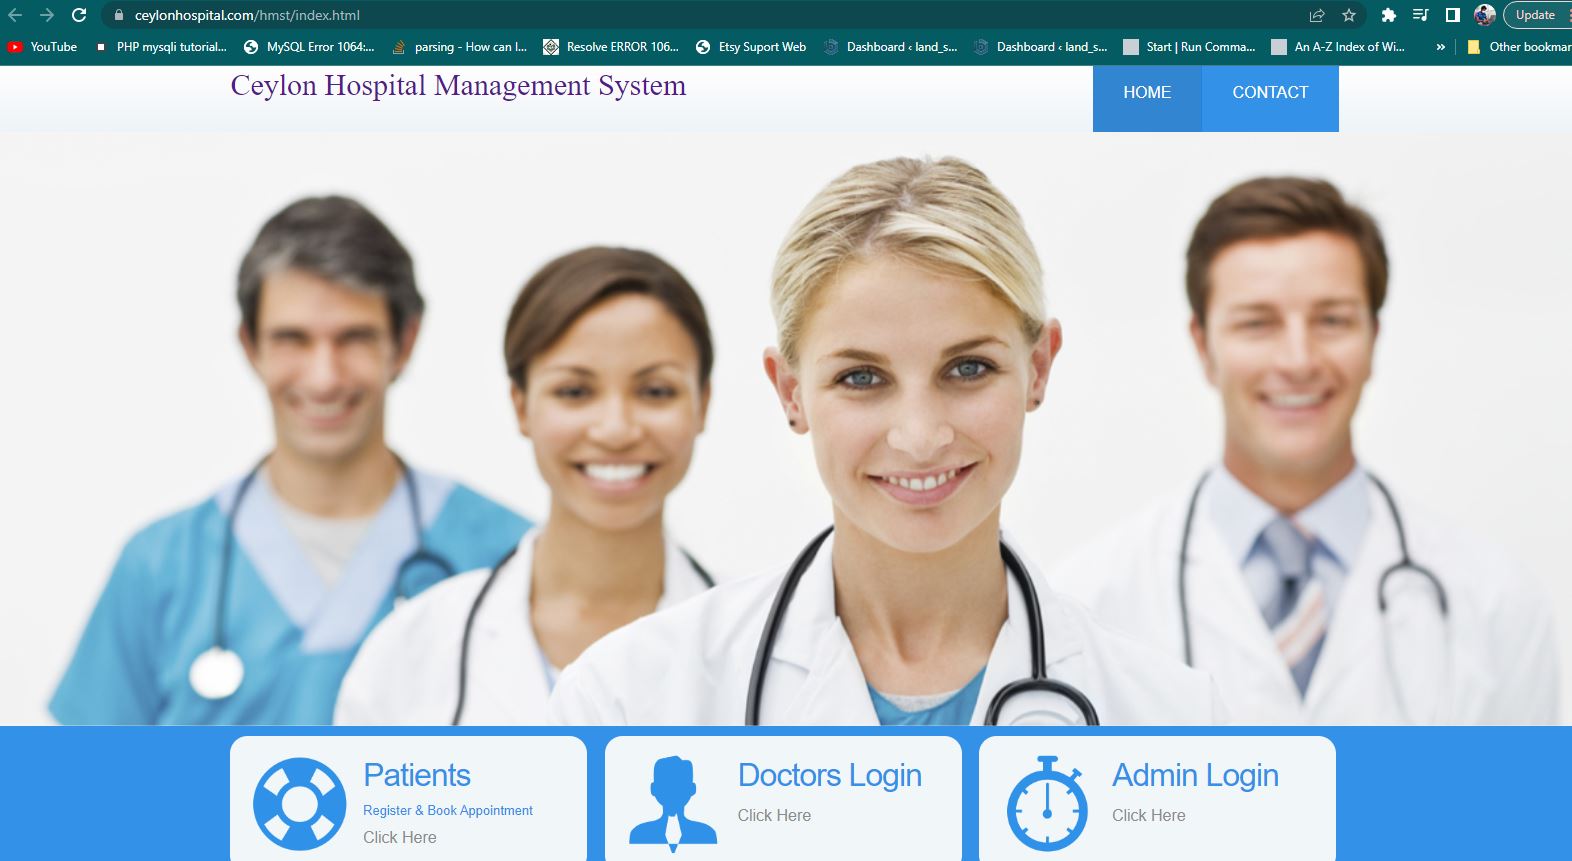 ceylonhospital.com/hmst/index.html
Update
YouTube
PHP mysqli tutorial...
MySQL Error 1064:...
parsing - How can I...
Resolve ERROR 106...
Etsy Suport Web
Dashboard ‹ land_s...
Dashboard ‹ land_s...
Start | Run Comma...
An A-Z Index of Wi...
»
Other bookmar
Ceylon Hospital Management System
HOME
CONTACT
Patients
Register & Book Appointment
Click Here
Doctors Login
Click Here
Admin Login
Click Here